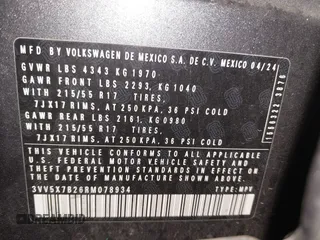 MFD BY VOLKSWAGEN DE MEXICO S.A. DE C.V. MEXICO 04/24
GVWR LBS 4343 KG 1970
GAWR FRONT LBS 2293, KG 1040
WITH 215/55 R17 TIRES,
7JX17 RIMS, AT 250 KPA, 36 PSI COLD
GAWR REAR LBS 2161, KG 0980
WITH 215/55 R17 TIRES,
7JX17 RIMS, AT 250 KPA, 36 PSI COLD
THIS VEHICLE CONFORMS TO ALL APPLICABLE
FEDERAL MOTOR VEHICLE SAFETY, BUMPER, AND
THEFT PREVENTION STANDARDS IN EFFECT ON THE
DATE OF MANUFACTURE SHOWN ABOVE.
3VV5X7B26RM078934 TYPE: MPV